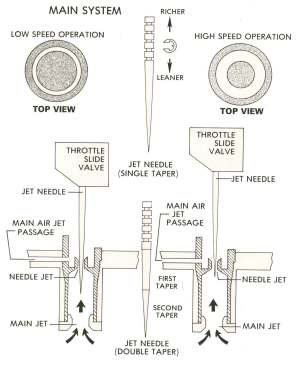 MAIN SYSTEM
RICHER
LOW SPEED OPERATION
HIGH SPEED OPERATION
LEANER
TOP VIEW
TOP VIEW
THROTTLE
SLIDE
VALVE
JET NEEDLE
(SINGLE TAPER)
THROTTLE
SLIDE
VALVE
JET NEEDLE
JET NEEDLE
MAIN AIR JET
PASSAGE
MAIN AIR
JET
PASSAGE
NEEDLE JET
FIRST
TAPER
NEEDLE JET
SECOND
TAPER
MAIN JET
MAIN JET
JET NEEDLE
(DOUBLE TAPER)